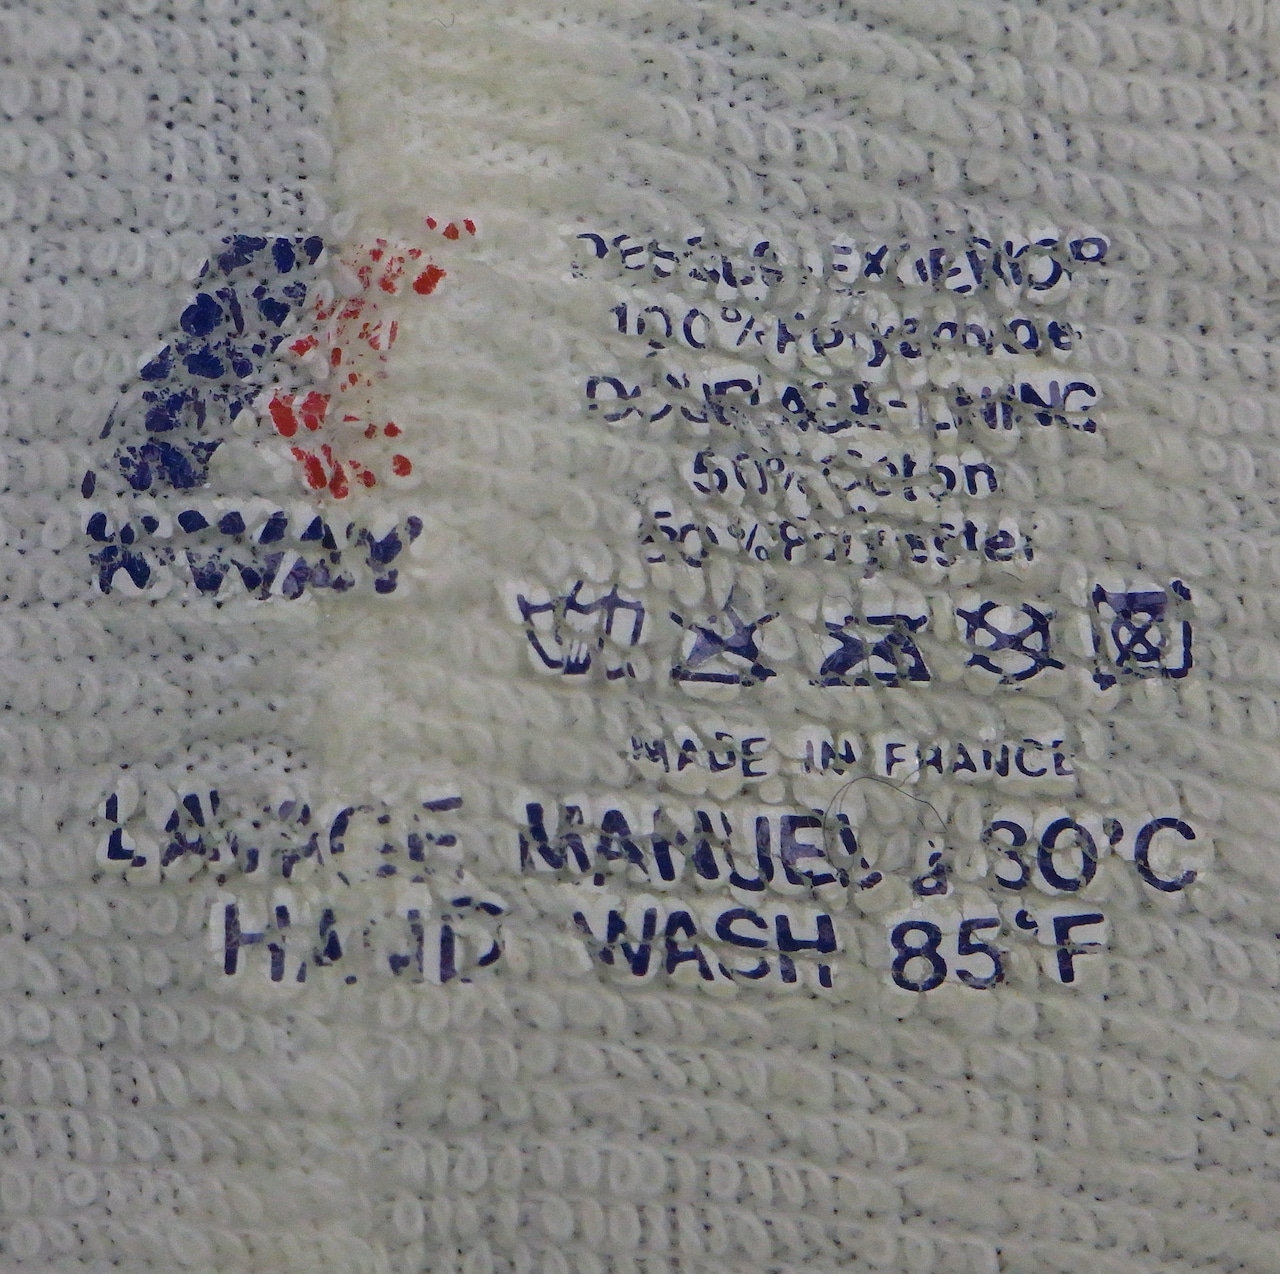 K-WAY
DESSUS EXTERIOR
100% Polyamide
DOUBLAGE-LINING
50% Coton
50% Polyester
MADE IN FRANCE
LAVAGE MANUEL à 30°C
HAND WASH 85°F